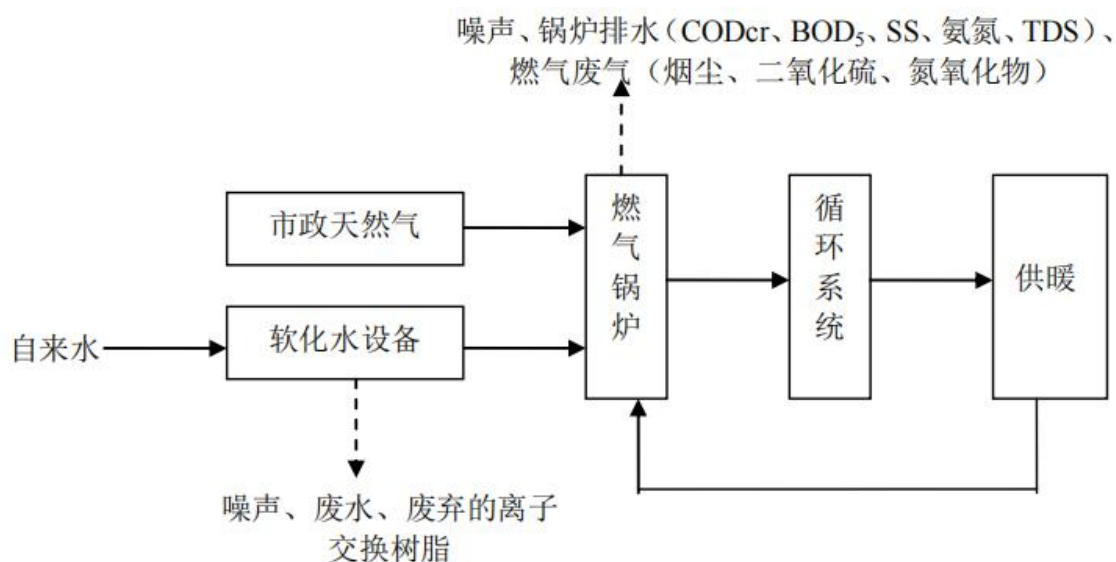 噪声、锅炉排水（CODcr、BOD₅、SS、氨氮、TDS）、
燃气废气（烟尘、二氧化硫、氮氧化物）
市政天然气
燃气锅炉
循环系统
供暖
自来水
软化水设备
噪声、废水、废弃的离子
交换树脂